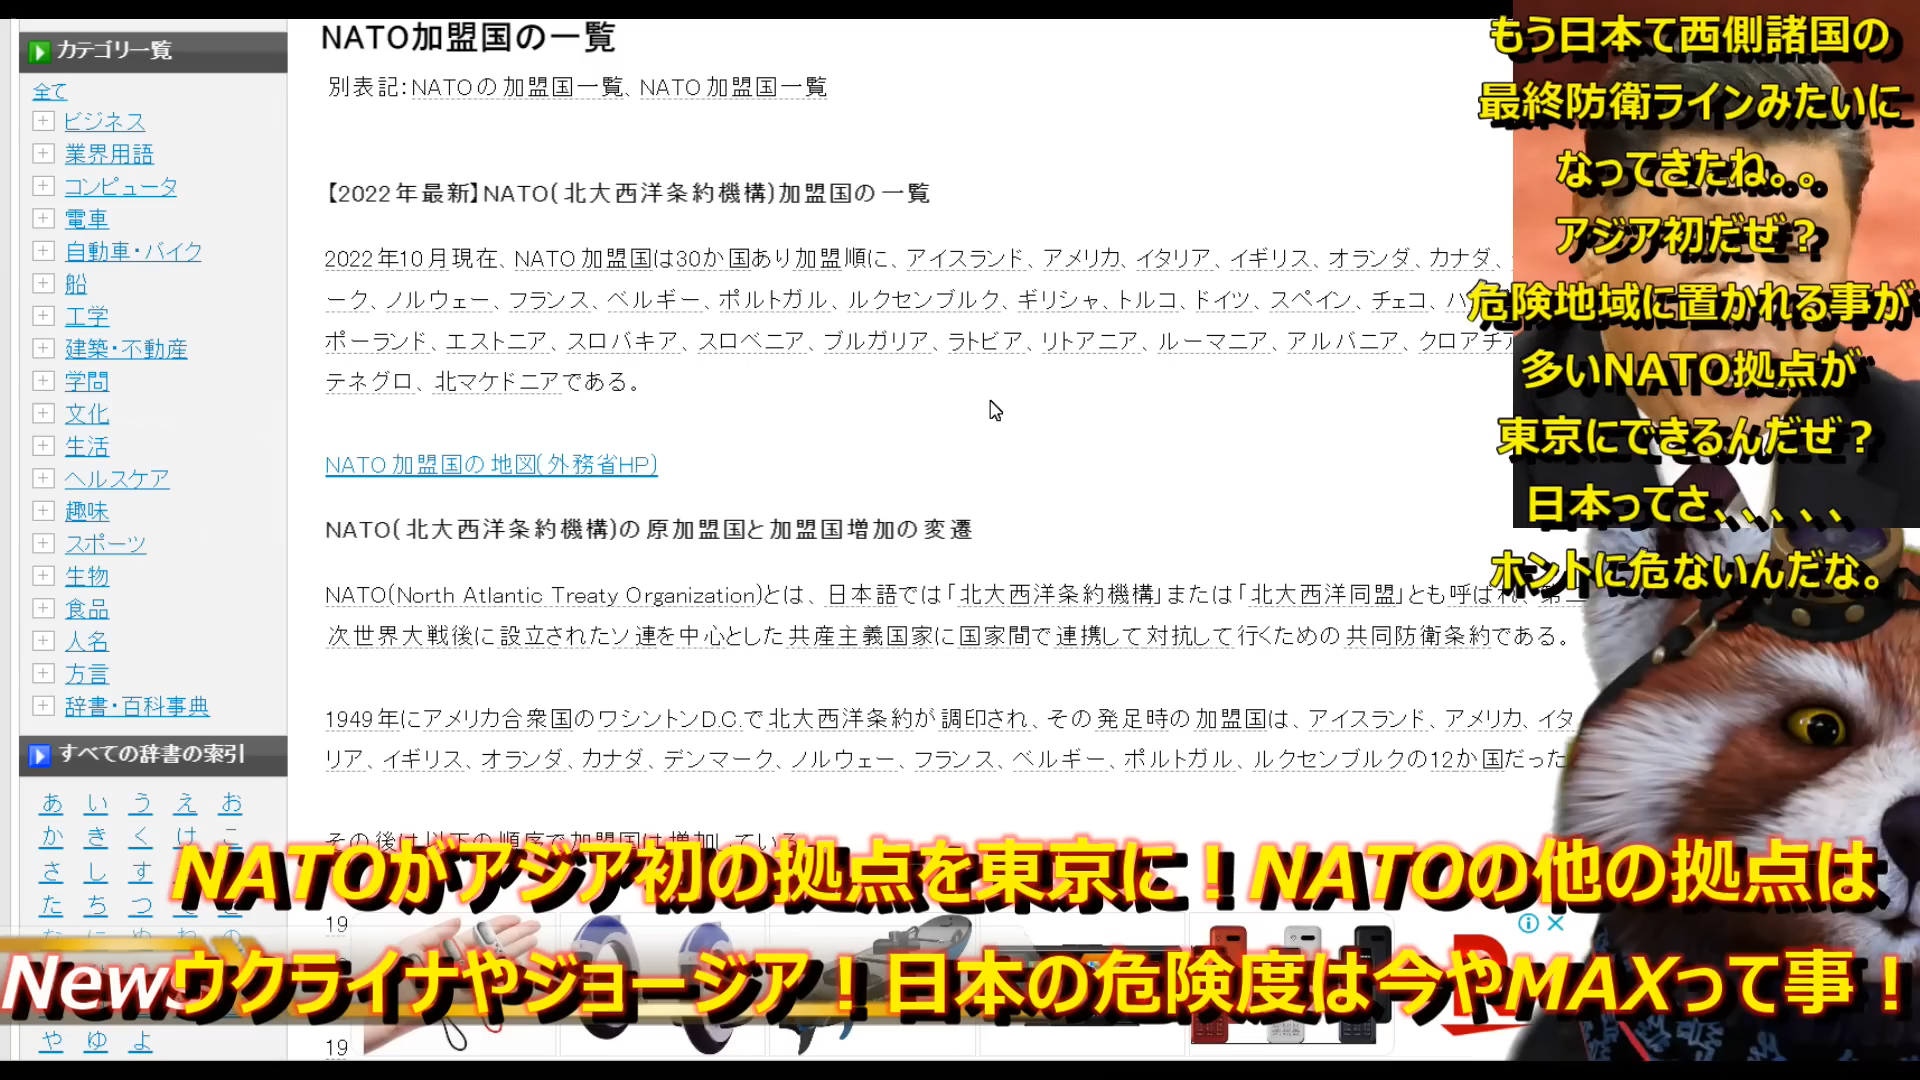 カテゴリ一覧
全て
ビジネス
業界用語
コンピュータ
電車
自動車・バイク
船
工学
建築・不動産
学問
文化
生活
ヘルスケア
趣味
スポーツ
生物
食品
人名
方言
辞書・百科事典
すべての辞書の索引
あ い う え お
か き く け こ
さ し す
た ち つ
や ゆ よ
NATO加盟国の一覧
別表記：NATOの加盟国一覧、NATO加盟国一覧
【2022年最新】NATO(北大西洋条約機構)加盟国の一覧
2022年10月現在、NATO加盟国は30か国あり加盟順に、アイスランド、アメリカ、イタリア、イギリス、オランダ、カナダ、
ーク、ノルウェー、フランス、ベルギー、ポルトガル、ルクセンブルク、ギリシャ、トルコ、ドイツ、スペイン、チェコ、ハ
ポーランド、エストニア、スロバキア、スロベニア、ブルガリア、ラトビア、リトアニア、ルーマニア、アルバニア、クロアチア
テネグロ、北マケドニアである。
NATO加盟国の地図(外務省HP)
NATO(北大西洋条約機構)の原加盟国と加盟国増加の変遷
NATO(North Atlantic Treaty Organization)とは、日本語では「北大西洋条約機構」または「北大西洋同盟」とも呼ばれ、第二
次世界大戦後に設立されたソ連を中心とした共産主義国家に国家間で連携して対抗して行くための共同防衛条約である。
1949年にアメリカ合衆国のワシントンD.C.で北大西洋条約が調印され、その発足時の加盟国は、アイスランド、アメリカ、イタ
リア、イギリス、オランダ、カナダ、デンマーク、ノルウェー、フランス、ベルギー、ポルトガル、ルクセンブルクの12か国だった
その後は以下の順序で加盟国は増加している
19
19
もう日本て西側諸国の
最終防衛ラインみたいに
なってきたね。。
アジア初だぜ？
危険地域に置かれる事が
多いNATO拠点が
東京にできるんだぜ？
日本ってさ、、、、、
ホントに危ないんだな。
NATOがアジア初の拠点を東京に！NATOの他の拠点は
News
ウクライナやジョージア！日本の危険度は今やMAXって事！